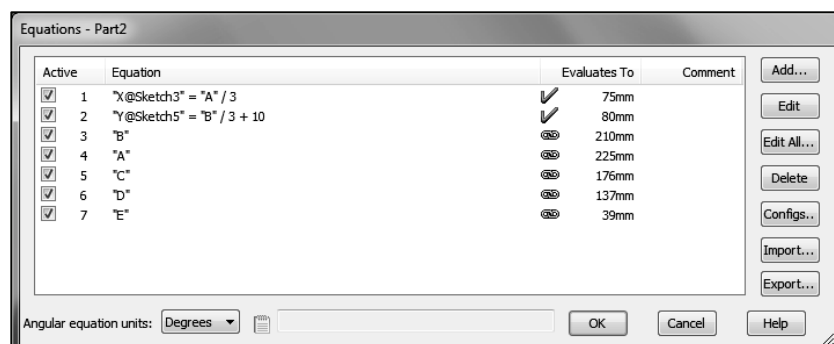 Equations - Part2
Active Equation Evaluates To Comment
1 "X@Sketch3" = "A" / 3 75mm
2 "Y@Sketch5" = "B" / 3 + 10 80mm
3 "B" 210mm
4 "A" 225mm
5 "C" 176mm
6 "D" 137mm
7 "E" 39mm
Add...
Edit
Edit All...
Delete
Configs..
Import...
Export...
Angular equation units: Degrees OK Cancel Help